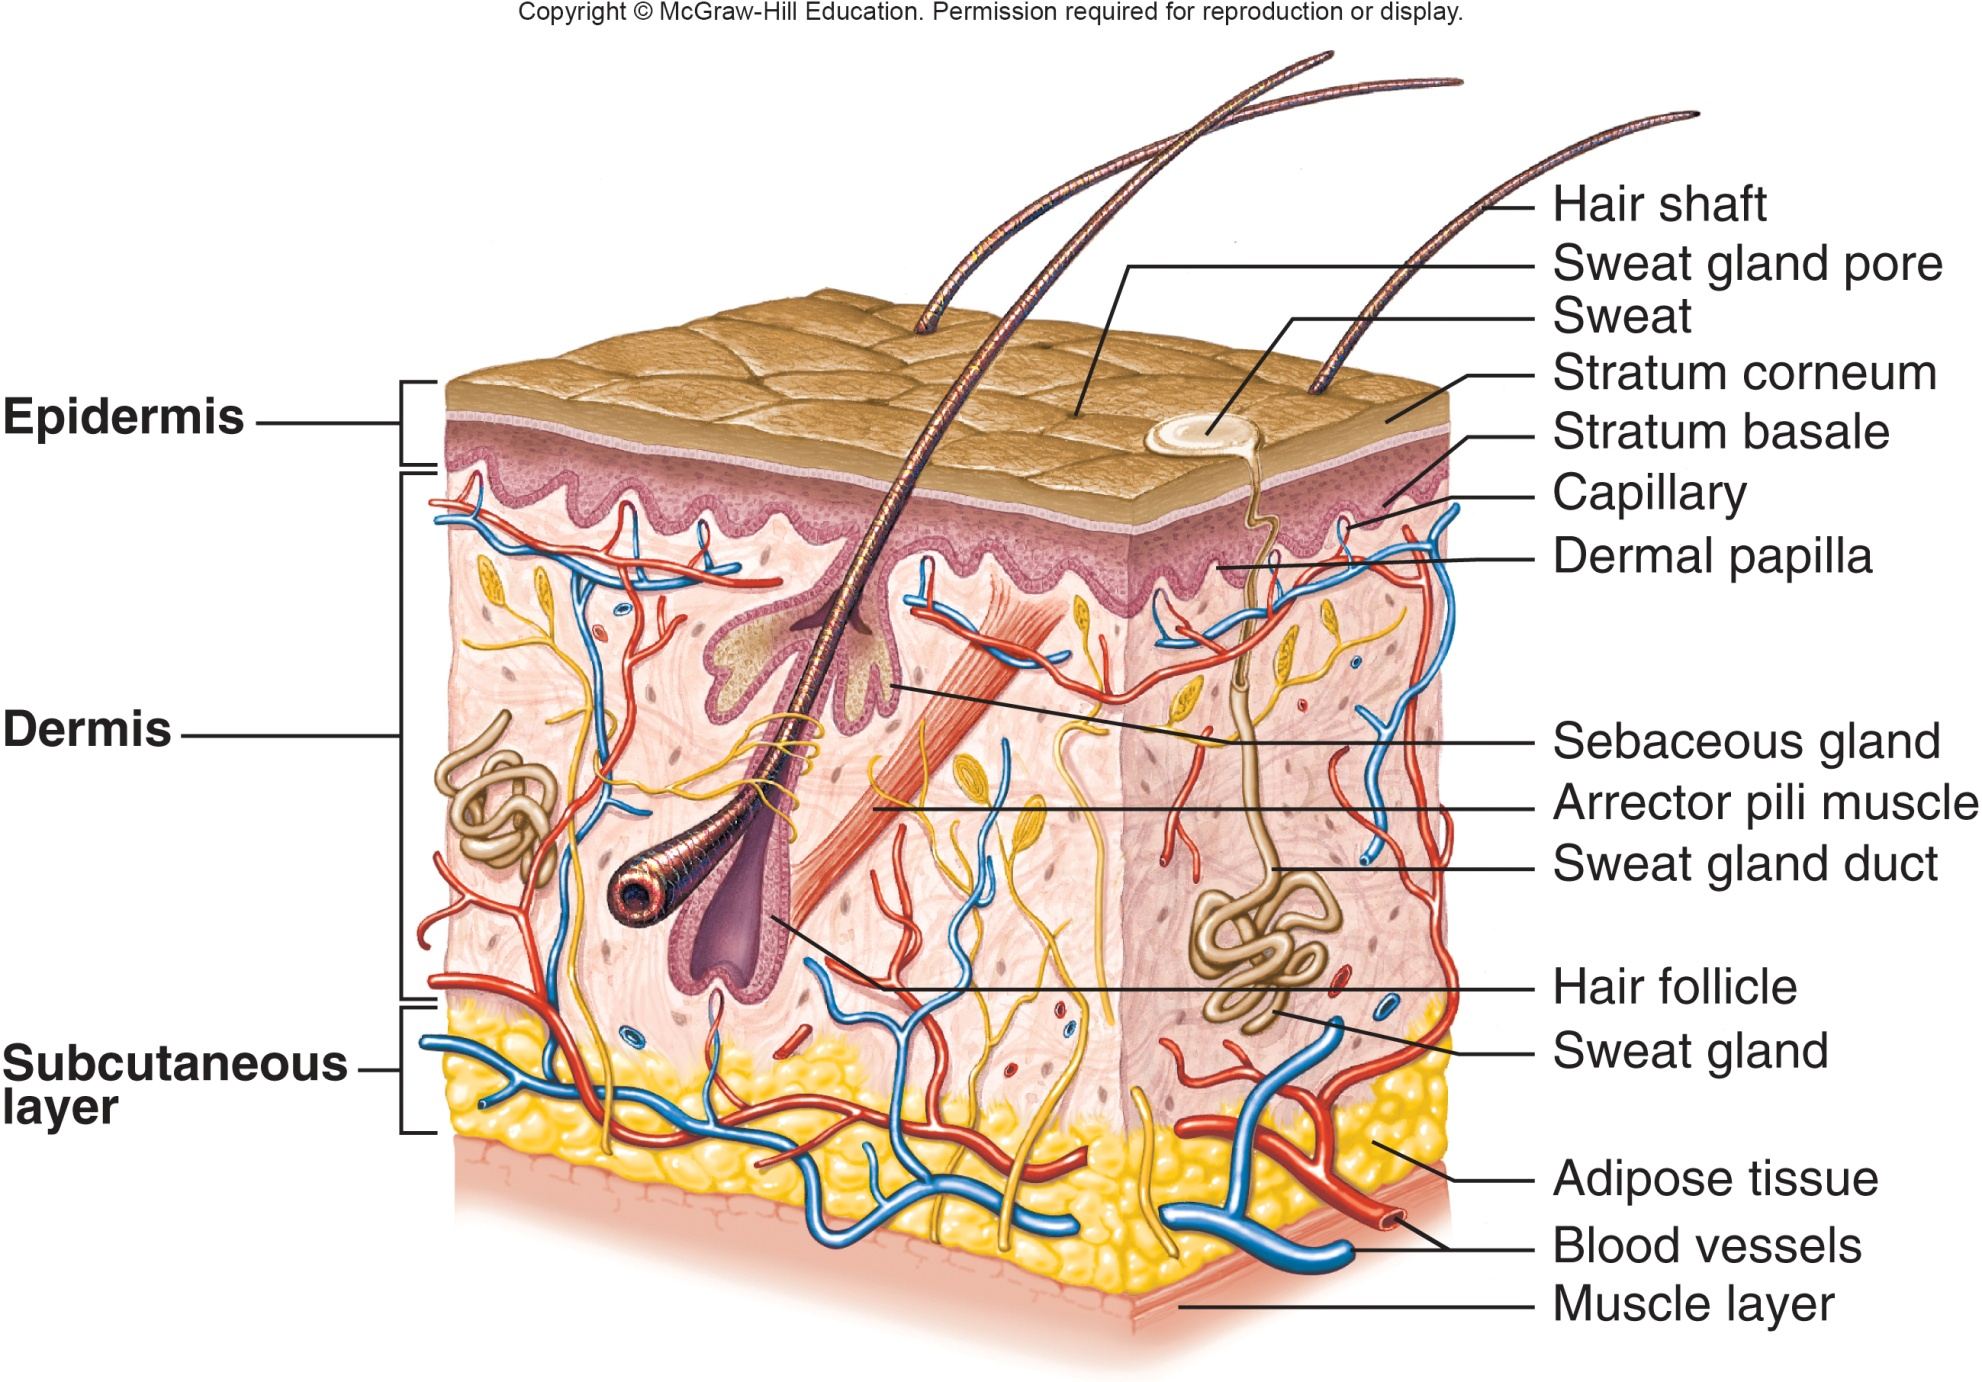 Copyright © McGraw-Hill Education. Permission required for reproduction or display.
Epidermis
Dermis
Subcutaneous
layer
Hair shaft
Sweat gland pore
Sweat
Stratum corneum
Stratum basale
Capillary
Dermal papilla
Sebaceous gland
Arrector pili muscle
Sweat gland duct
Hair follicle
Sweat gland
Adipose tissue
Blood vessels
Muscle layer